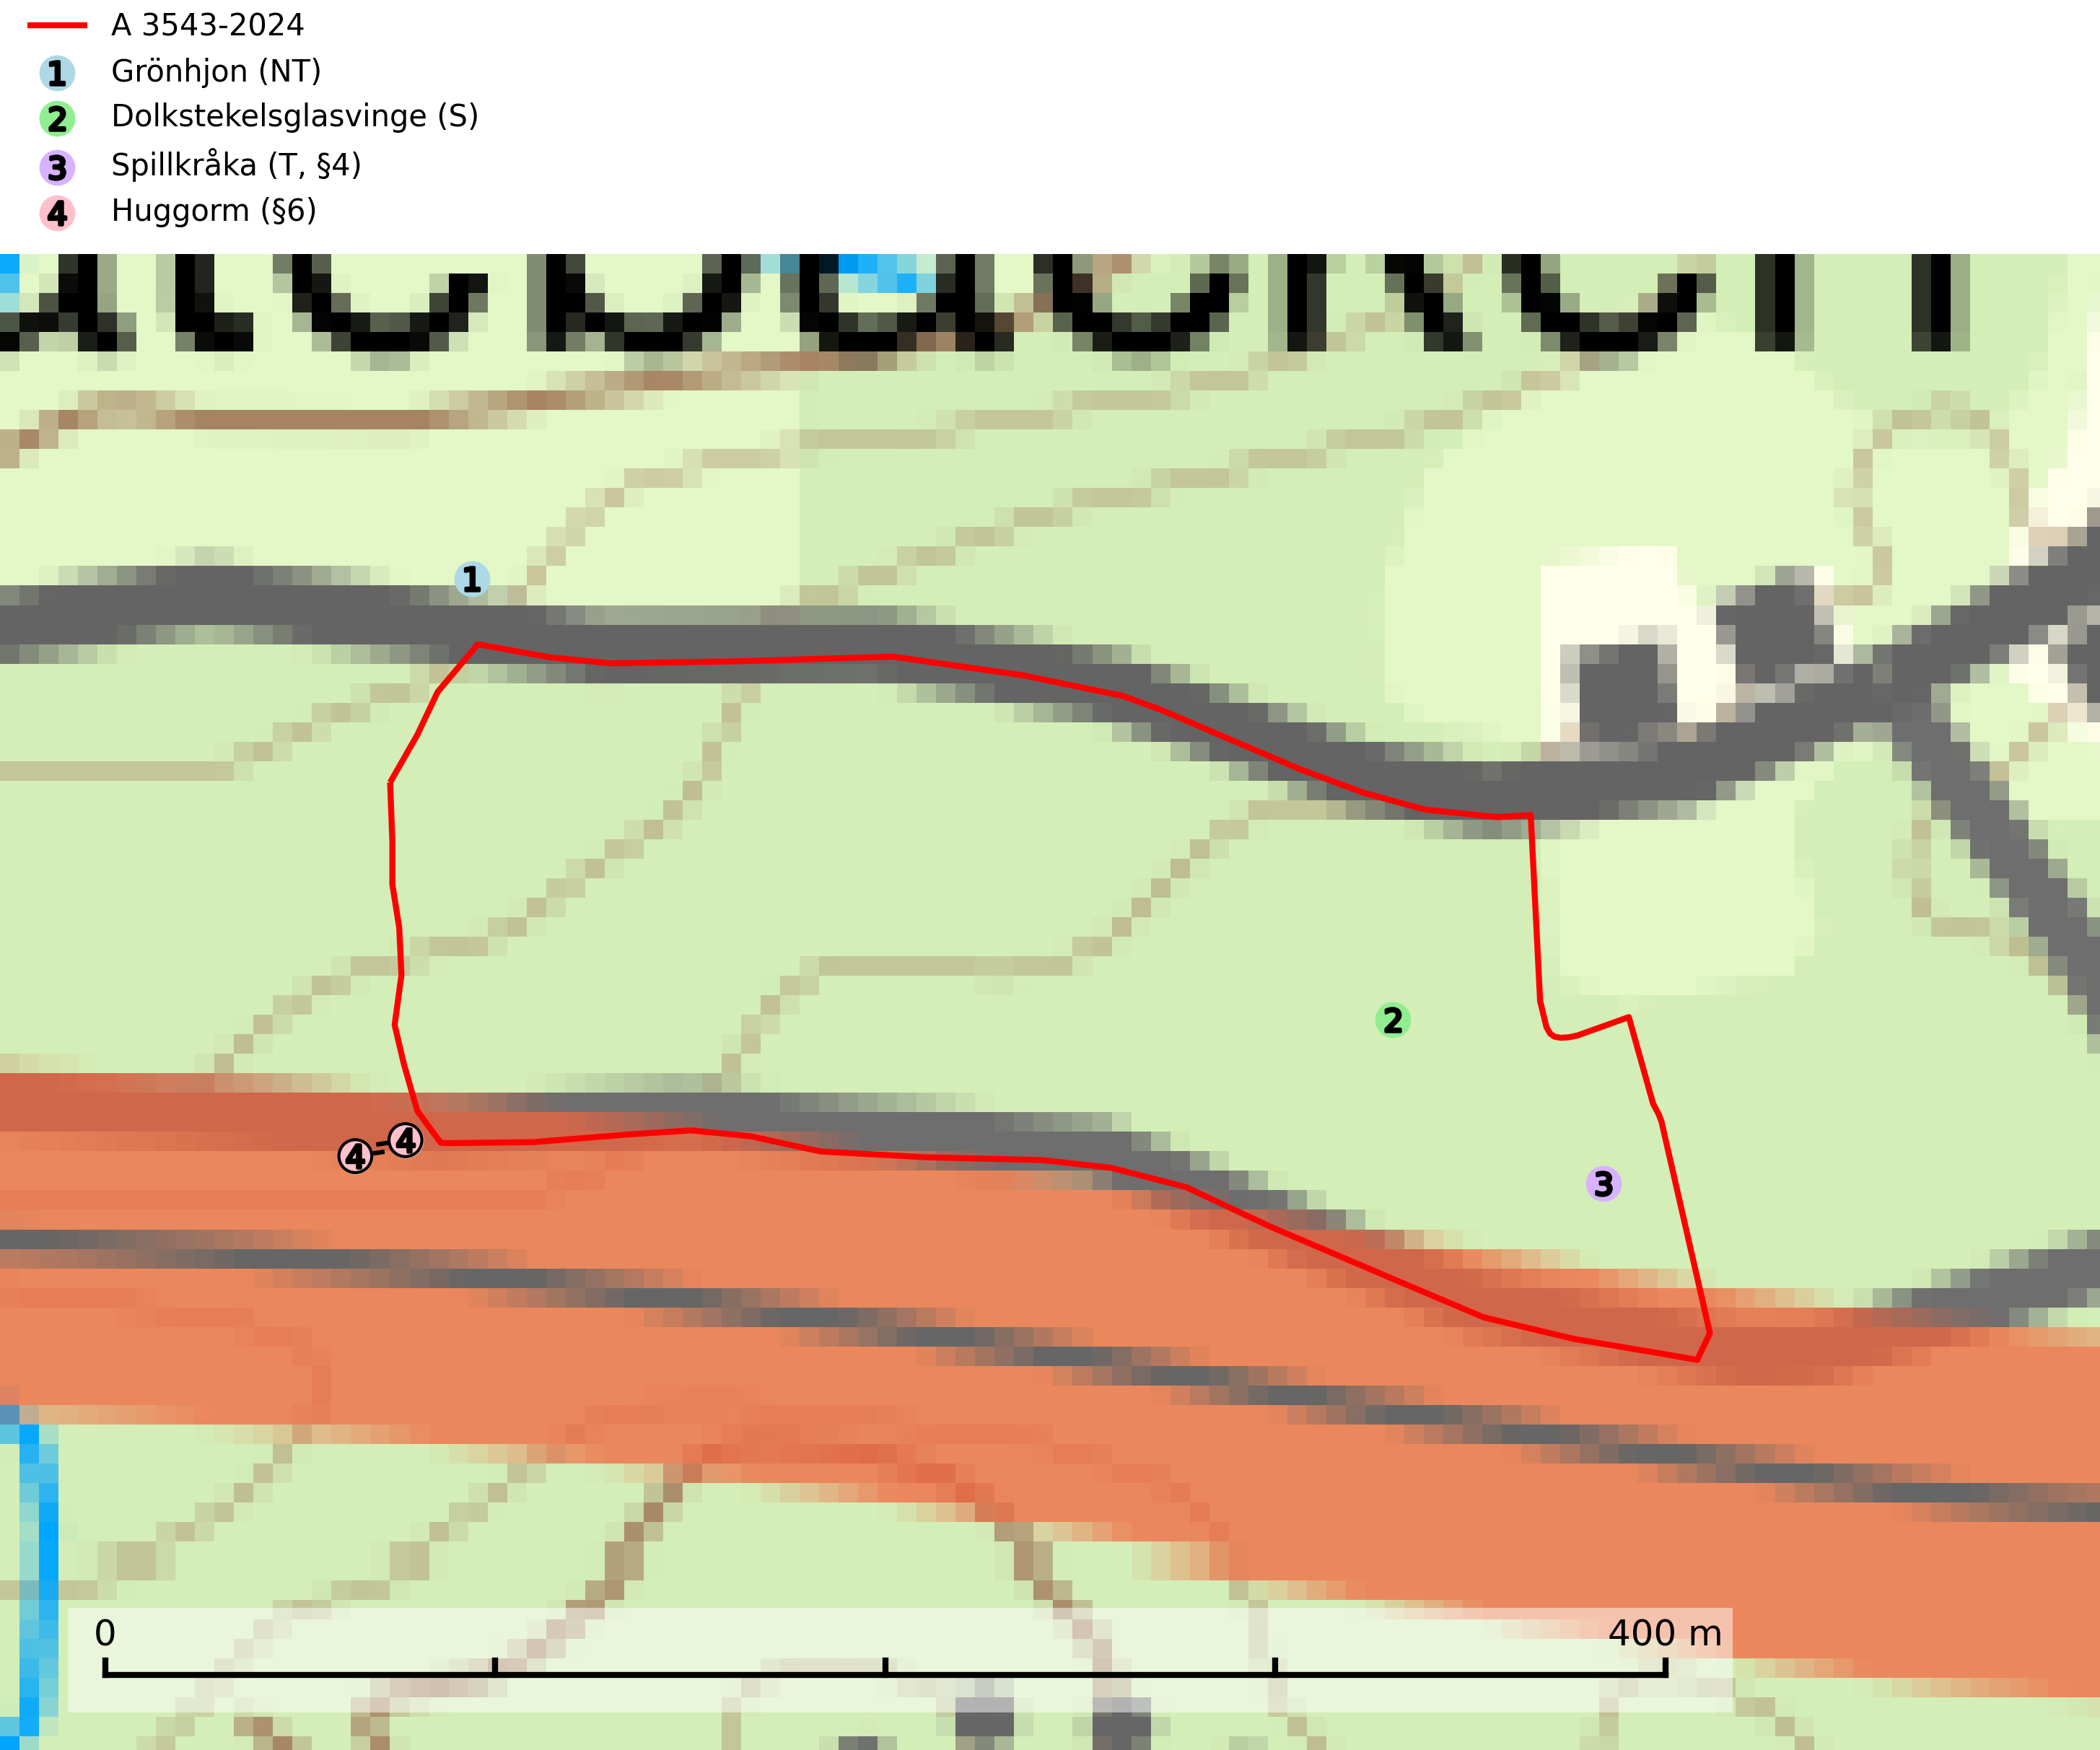 A 3543-2024
1 Grönhjon (NT)
2 Dolkstekelsglasvinge (S)
3 Spillkråka (T, §4)
4 Huggorm (§6)
1
2
4
4
3
0
400 m